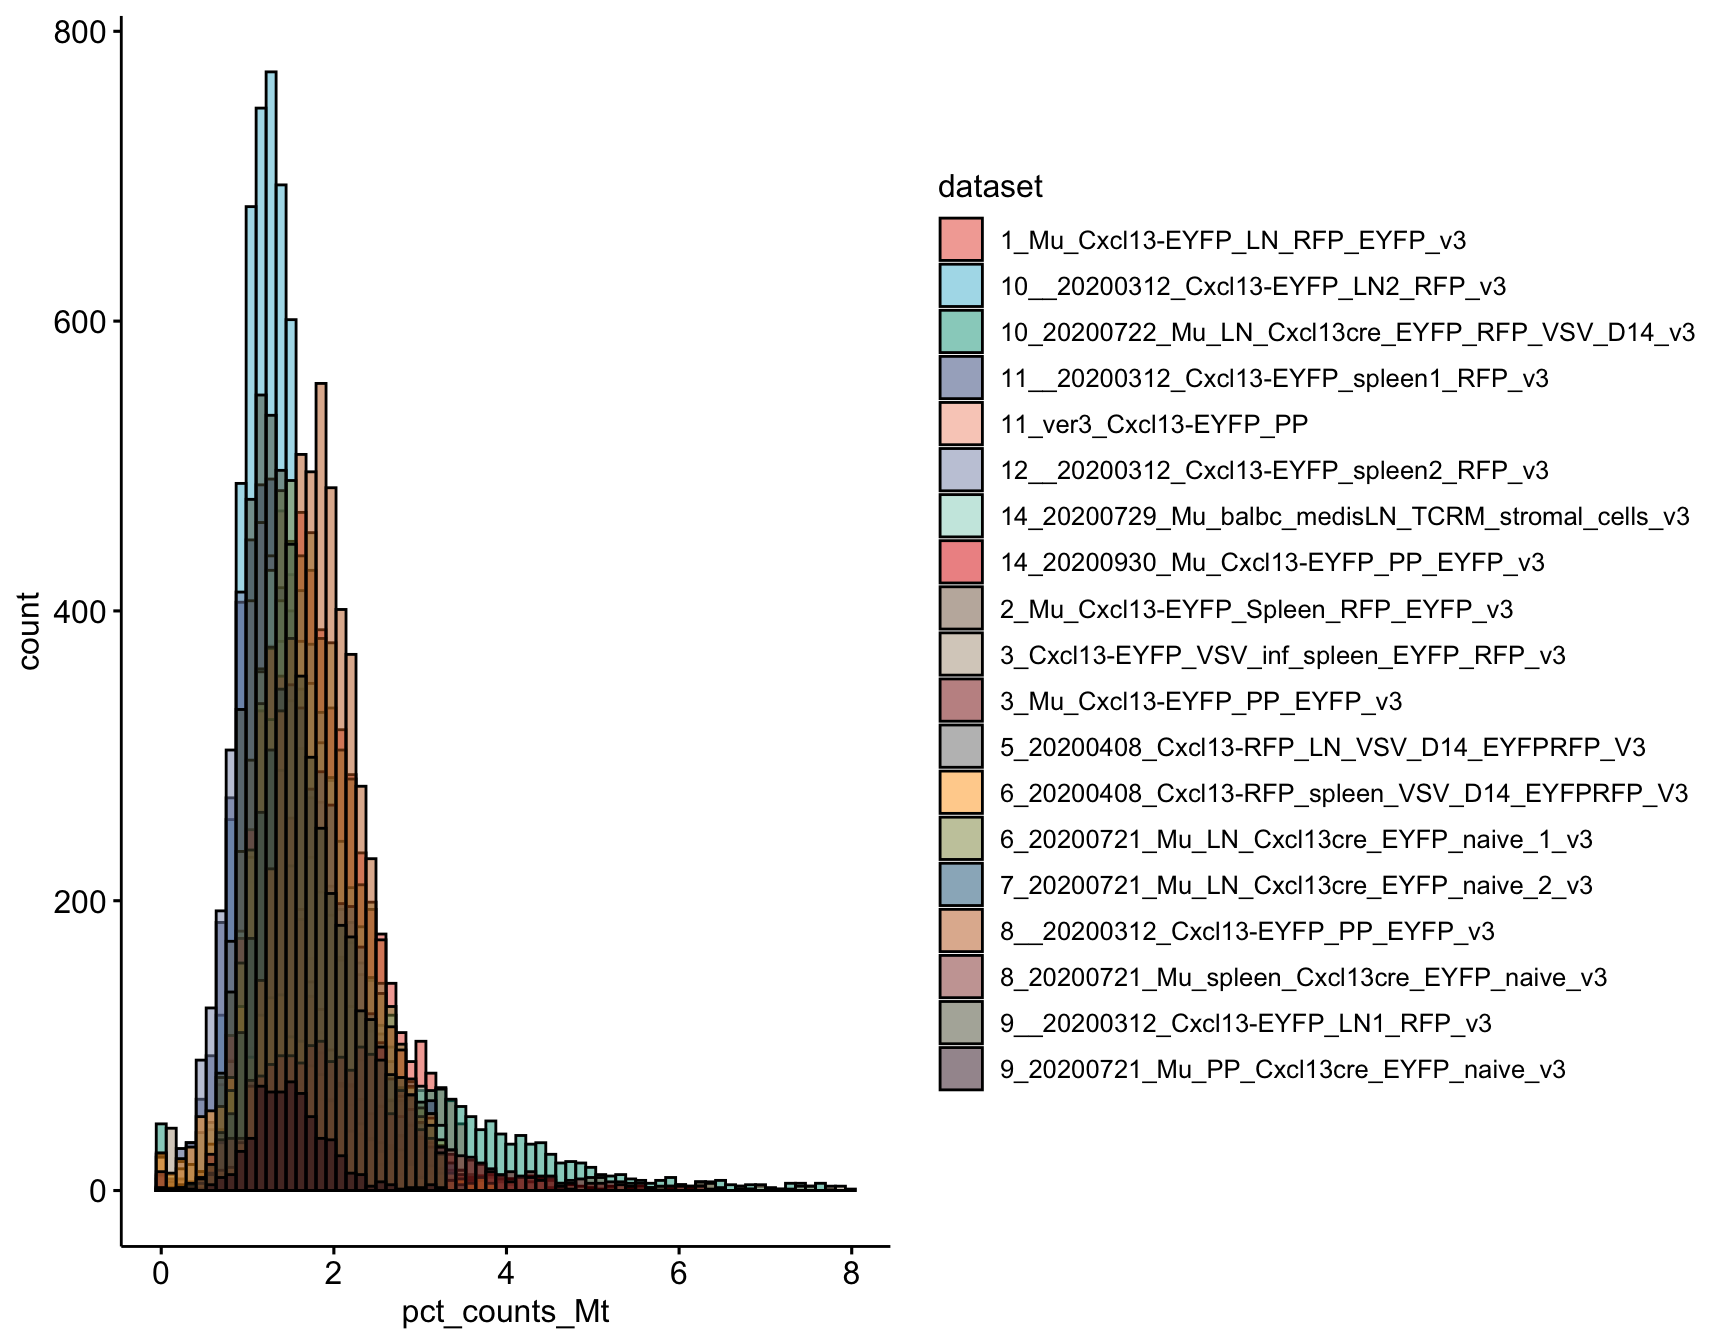 800
600
400
200
0
count
0 2 4 6 8
pct_counts_Mt
dataset
1_Mu_Cxcl13-EYFP_LN_RFP_EYFP_v3
10__20200312_Cxcl13-EYFP_LN2_RFP_v3
10_20200722_Mu_LN_Cxcl13cre_EYFP_RFP_VSV_D14_v3
11__20200312_Cxcl13-EYFP_spleen1_RFP_v3
11_ver3_Cxcl13-EYFP_PP
12__20200312_Cxcl13-EYFP_spleen2_RFP_v3
14_20200729_Mu_balbc_medisLN_TCRM_stromal_cells_v3
14_20200930_Mu_Cxcl13-EYFP_PP_EYFP_v3
2_Mu_Cxcl13-EYFP_Spleen_RFP_EYFP_v3
3_Cxcl13-EYFP_VSV_inf_spleen_EYFP_RFP_v3
3_Mu_Cxcl13-EYFP_PP_EYFP_v3
5_20200408_Cxcl13-RFP_LN_VSV_D14_EYFPRFP_V3
6_20200408_Cxcl13-RFP_spleen_VSV_D14_EYFPRFP_V3
6_20200721_Mu_LN_Cxcl13cre_EYFP_naive_1_v3
7_20200721_Mu_LN_Cxcl13cre_EYFP_naive_2_v3
8__20200312_Cxcl13-EYFP_PP_EYFP_v3
8_20200721_Mu_spleen_Cxcl13cre_EYFP_naive_v3
9__20200312_Cxcl13-EYFP_LN1_RFP_v3
9_20200721_Mu_PP_Cxcl13cre_EYFP_naive_v3